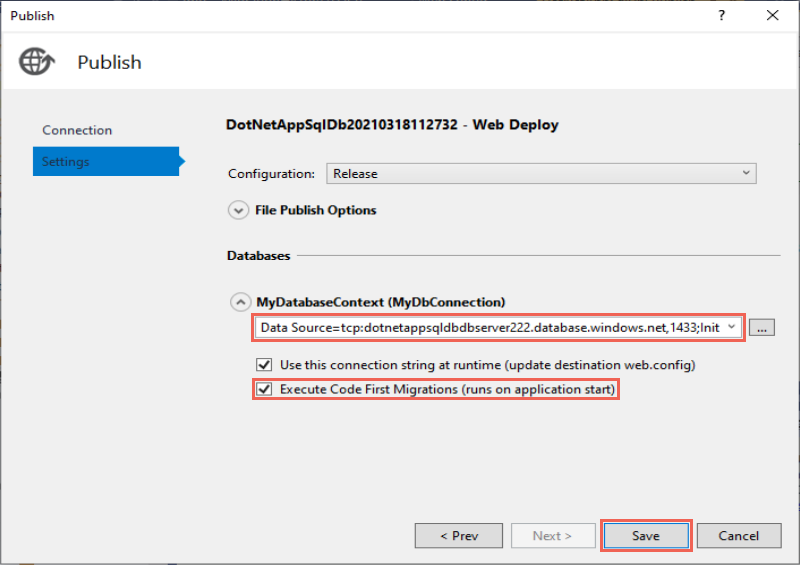 Publish
?
Publish
Connection
Settings
DotNetAppSqlDb20210318112732 - Web Deploy
Configuration: Release
File Publish Options
Databases
MyDatabaseContext (MyDbConnection)
Data Source=tcp:dotnetappsqldbdbserver222.database.windows.net,1433;Init ...
Use this connection string at runtime (update destination web.config)
Execute Code First Migrations (runs on application start)
< Prev Next > Save Cancel